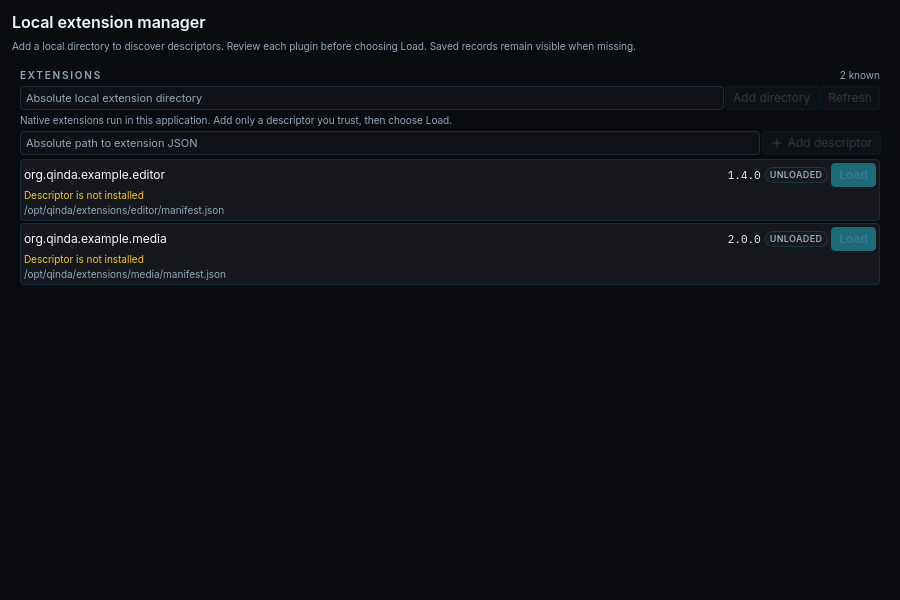 Local extension manager
Add a local directory to discover descriptors. Review each plugin before choosing Load. Saved records remain visible when missing.
EXTENSIONS 2 known
Absolute local extension directory Add directory Refresh
Native extensions run in this application. Add only a descriptor you trust, then choose Load.
Absolute path to extension JSON + Add descriptor
org.qinda.example.editor 1.4.0 UNLOADED Load
Descriptor is not installed
/opt/qinda/extensions/editor/manifest.json
org.qinda.example.media 2.0.0 UNLOADED Load
Descriptor is not installed
/opt/qinda/extensions/media/manifest.json